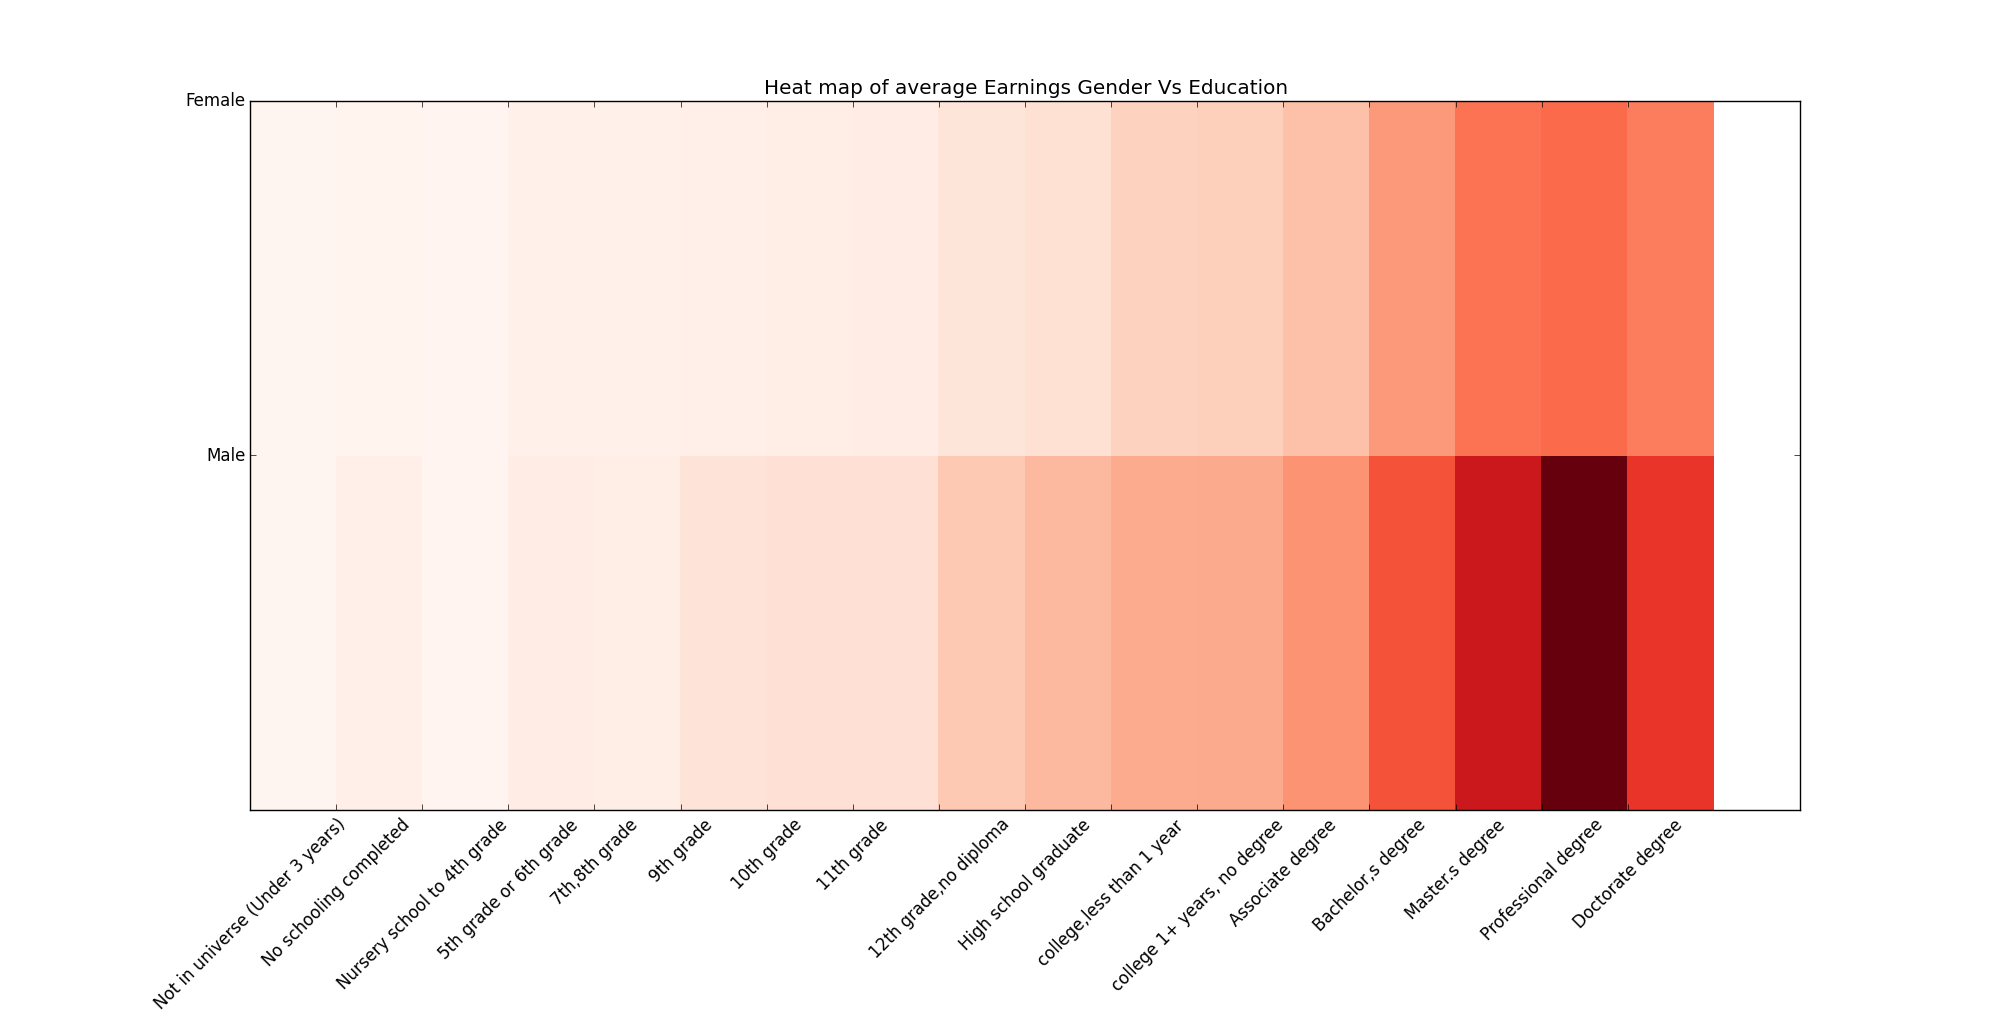 Heat map of average Earnings Gender Vs Education
Female
Male
Not in universe (Under 3 years)
No schooling completed
Nursery school to 4th grade
5th grade or 6th grade
7th,8th grade
9th grade
10th grade
11th grade
12th grade,no diploma
High school graduate
college,less than 1 year
college 1+ years, no degree
Associate degree
Bachelor,s degree
Master.s degree
Professional degree
Doctorate degree